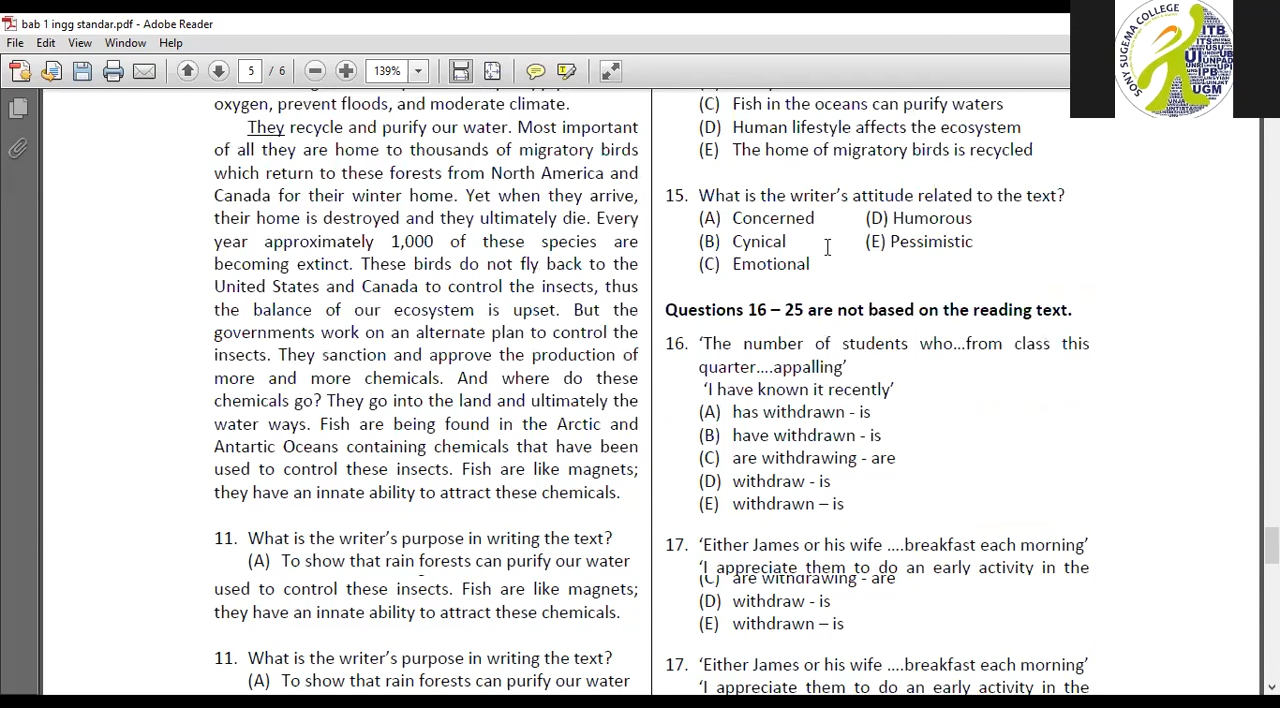 bab 1 ingg standar.pdf - Adobe Reader
File Edit View Window Help
5 / 6 139%
SONY SUGEMA COLLEGE
ITB
UI
UNPAD
IPB
UGM
oxygen, prevent floods, and moderate climate.
They recycle and purify our water. Most important
of all they are home to thousands of migratory birds
which return to these forests from North America and
Canada for their winter home. Yet when they arrive,
their home is destroyed and they ultimately die. Every
year approximately 1,000 of these species are
becoming extinct. These birds do not fly back to the
United States and Canada to control the insects, thus
the balance of our ecosystem is upset. But the
governments work on an alternate plan to control the
insects. They sanction and approve the production of
more and more chemicals. And where do these
chemicals go? They go into the land and ultimately the
water ways. Fish are being found in the Arctic and
Antartic Oceans containing chemicals that have been
used to control these insects. Fish are like magnets;
they have an innate ability to attract these chemicals.
11. What is the writer's purpose in writing the text?
(A) To show that rain forests can purify our water
used to control these insects. Fish are like magnets;
they have an innate ability to attract these chemicals.
11. What is the writer's purpose in writing the text?
(A) To show that rain forests can purify our water
(C) Fish in the oceans can purify waters
(D) Human lifestyle affects the ecosystem
(E) The home of migratory birds is recycled
15. What is the writer's attitude related to the text?
(A) Concerned (D) Humorous
(B) Cynical (E) Pessimistic
(C) Emotional
Questions 16 – 25 are not based on the reading text.
16. 'The number of students who...from class this
quarter....appalling'
'I have known it recently'
(A) has withdrawn - is
(B) have withdrawn - is
(C) are withdrawing - are
(D) withdraw - is
(E) withdrawn – is
17. 'Either James or his wife ....breakfast each morning'
'I appreciate them to do an early activity in the
(C) are withdrawing - are
(D) withdraw - is
(E) withdrawn – is
17. 'Either James or his wife ....breakfast each morning'
'I appreciate them to do an early activity in the